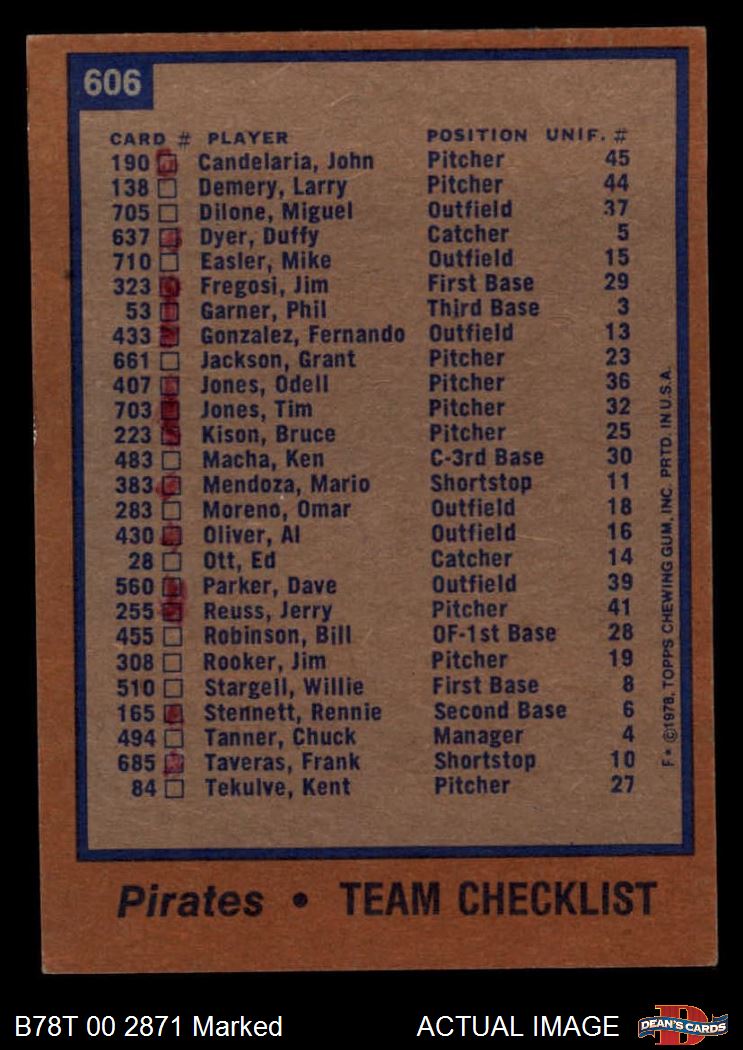 606
CARD # PLAYER POSITION UNIF. #
190 Candelaria, John Pitcher 45
138 Demery, Larry Pitcher 44
705 Dilone, Miguel Outfield 37
637 Dyer, Duffy Catcher 5
710 Easler, Mike Outfield 15
323 Fregosi, Jim First Base 29
53 Garner, Phil Third Base 3
433 Gonzalez, Fernando Outfield 13
661 Jackson, Grant Pitcher 23
407 Jones, Odell Pitcher 36
703 Jones, Tim Pitcher 32
223 Kison, Bruce Pitcher 25
483 Macha, Ken C-3rd Base 30
383 Mendoza, Mario Shortstop 11
283 Moreno, Omar Outfield 18
430 Oliver, Al Outfield 16
28 Ott, Ed Catcher 14
560 Parker, Dave Outfield 39
255 Reuss, Jerry Pitcher 41
455 Robinson, Bill OF-1st Base 28
308 Rooker, Jim Pitcher 19
510 Stargell, Willie First Base 8
165 Stennett, Rennie Second Base 6
494 Tanner, Chuck Manager 4
685 Taveras, Frank Shortstop 10
84 Tekulve, Kent Pitcher 27
F* ©1978, TOPPS CHEWING GUM, INC. PRTD. IN U.S.A.
Pirates • TEAM CHECKLIST
B78T 00 2871 Marked ACTUAL IMAGE
D
DEAN'S CARDS